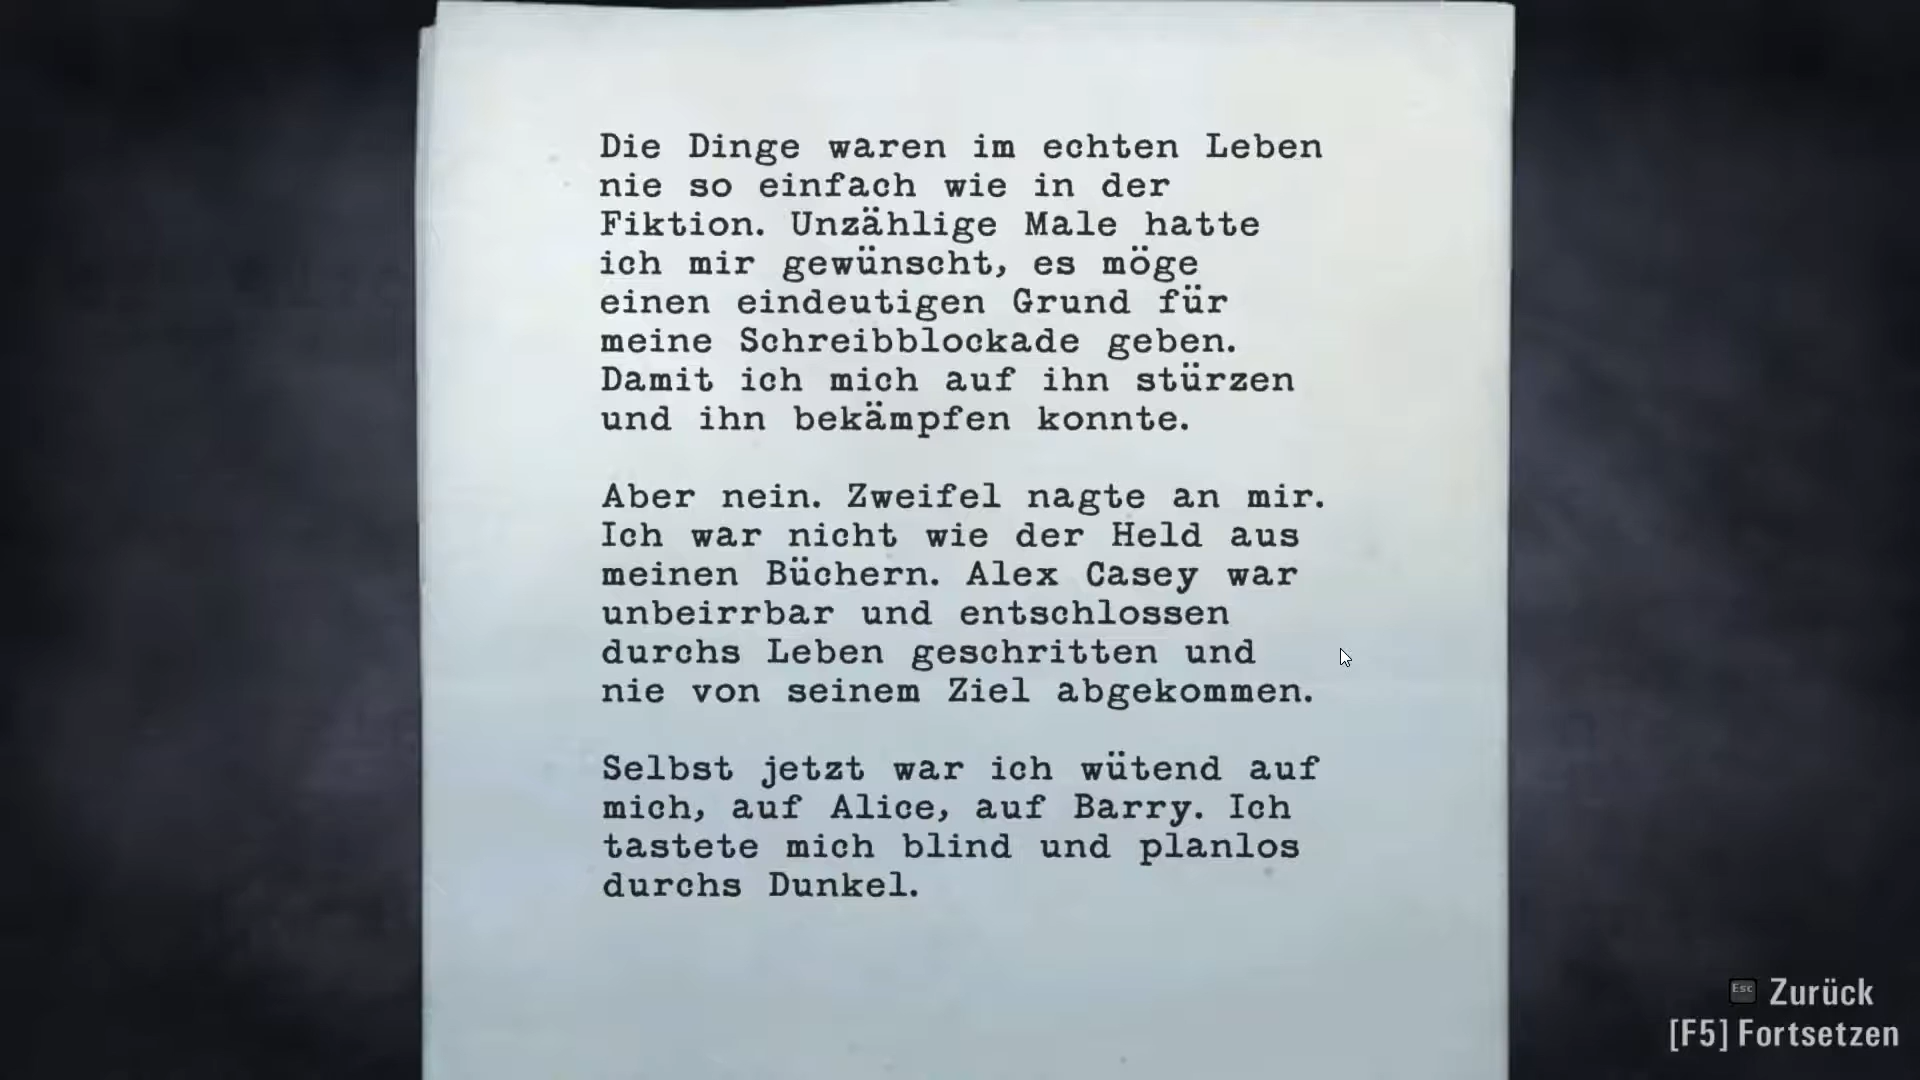 Die Dinge waren im echten Leben
nie so einfach wie in der
Fiktion. Unzählige Male hatte
ich mir gewünscht, es möge
einen eindeutigen Grund für
meine Schreibblockade geben.
Damit ich mich auf ihn stürzen
und ihn bekämpfen konnte.
Aber nein. Zweifel nagte an mir.
Ich war nicht wie der Held aus
meinen Büchern. Alex Casey war
unbeirrbar und entschlossen
durchs Leben geschritten und
nie von seinem Ziel abgekommen.
Selbst jetzt war ich wütend auf
mich, auf Alice, auf Barry. Ich
tastete mich blind und planlos
durchs Dunkel.
Esc Zurück
[F5] Fortsetzen